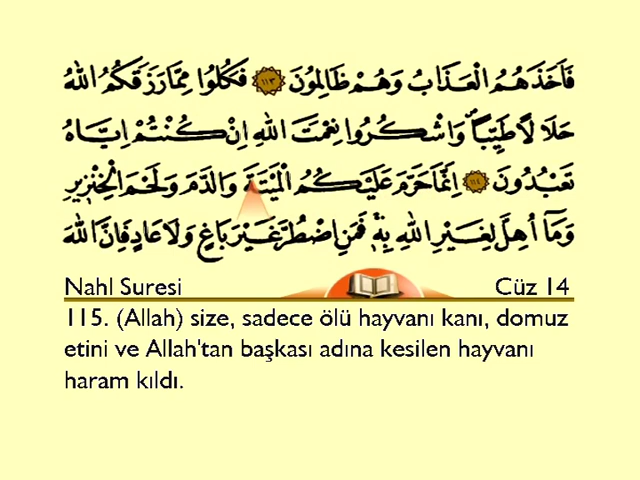 فَاَخَذَهُمُ الْعَذَابُ وَهُمْ ظَالِمُونَ ﴿١١٣﴾ فَكُلُوا مِمَّا رَزَقَكُمُ اللّٰهُ
حَلَالًا طَيِّبًاۖ وَاشْكُرُوا نِعْمَتَ اللّٰهِ اِنْ كُنْتُمْ اِيَّاهُ
تَعْبُدُونَ ﴿١١٤﴾ اِنَّمَا حَرَّمَ عَلَيْكُمُ الْمَيْتَةَ وَالدَّمَ وَلَحْمَ الْخِنْزِيرِ
وَمَٓا اُهِلَّ لِغَيْرِ اللّٰهِ بِهٖۚ فَمَنِ اضْطُرَّ غَيْرَ بَاغٍ وَلَا عَادٍ فَاِنَّ اللّٰهَ
Nahl Suresi Cüz 14
115. (Allah) size, sadece ölü hayvanı kanı, domuz
etini ve Allah'tan başkası adına kesilen hayvanı
haram kıldı.